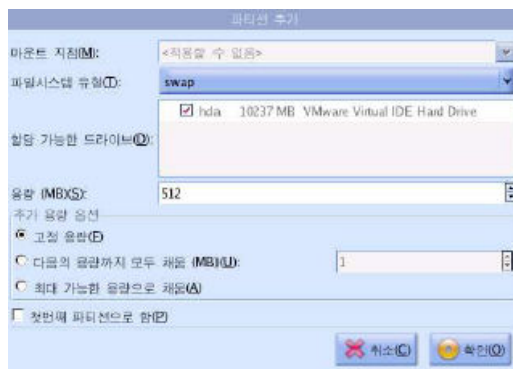 파티션 추가
마운트 지점(M): <적용할 수 없음>
파일시스템 유형(T): swap
할당 가능한 드라이브(D):
hda 10237 MB VMware Virtual IDE Hard Drive
용량 (MB)(S): 512
추가 용량 옵션
고정 용량(F)
다음의 용량까지 모두 채움 (MB)(U): 1
최대 가능한 용량으로 채움(A)
첫번째 파티션으로 함(P)
취소(C) 확인(O)